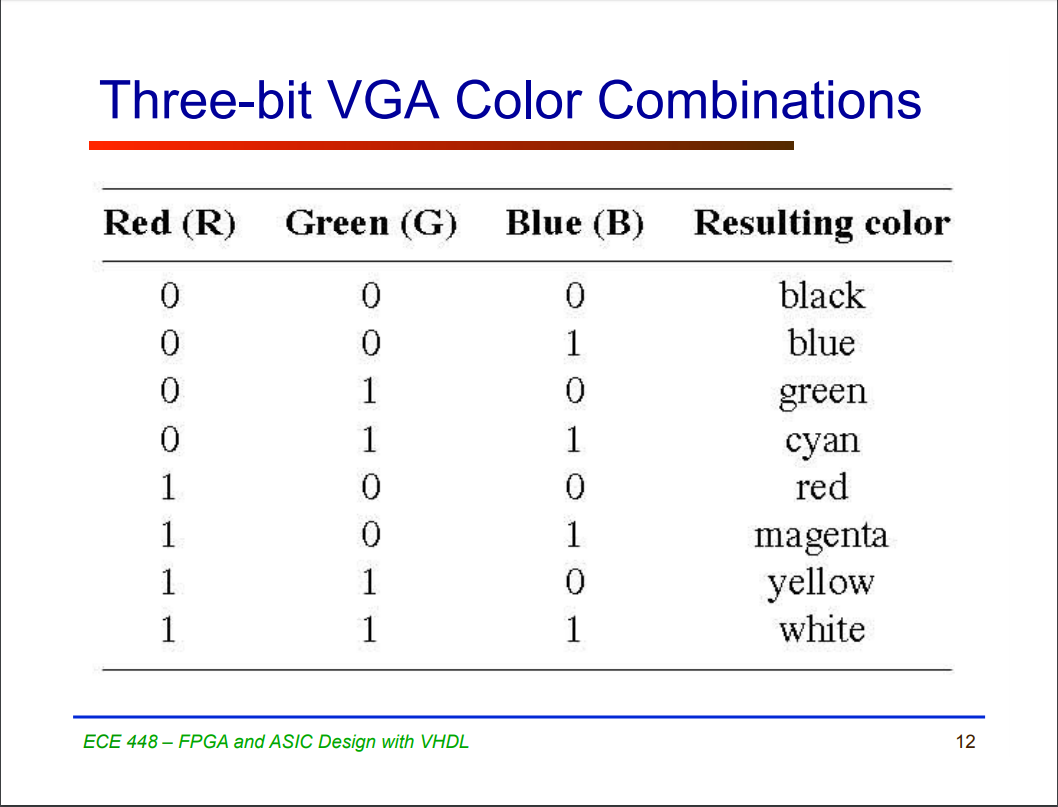 Three-bit VGA Color Combinations
Red (R) Green (G) Blue (B) Resulting color
0 0 0 black
0 0 1 blue
0 1 0 green
0 1 1 cyan
1 0 0 red
1 0 1 magenta
1 1 0 yellow
1 1 1 white
ECE 448 – FPGA and ASIC Design with VHDL 12